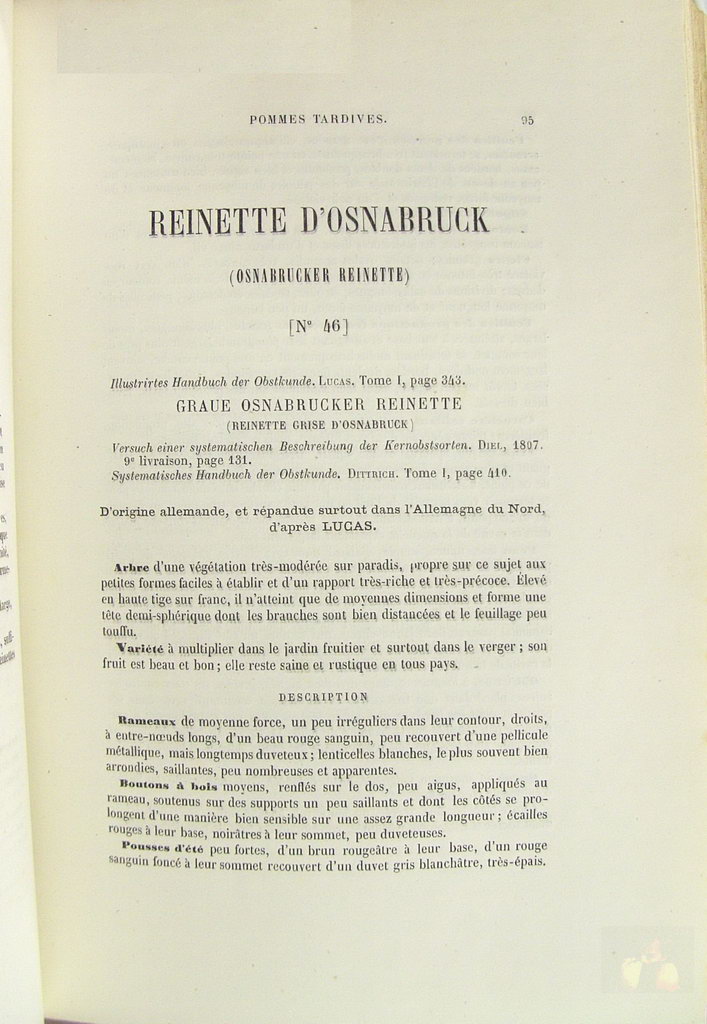 POMMES TARDIVES. 95
REINETTE D'OSNABRUCK
(OSNABRUCKER REINETTE)
[N° 46]
Illustrirtes Handbuch der Obstkunde. LUCAS. Tome I, page 343.
GRAUE OSNABRUCKER REINETTE
(REINETTE GRISE D'OSNABRUCK)
Versuch einer systematischen Beschreibung der Kernobstsorten. DIEL, 1807.
9e livraison, page 131.
Systematisches Handbuch der Obstkunde. DITTRICH. Tome I, page 410.
D'origine allemande, et répandue surtout dans l'Allemagne du Nord,
d'après LUCAS.
Arbre d'une végétation très-modérée sur paradis, propre sur ce sujet aux
petites formes faciles à établir et d'un rapport très-riche et très-précoce. Élevé
en haute tige sur franc, il n'atteint que de moyennes dimensions et forme une
tête demi-sphérique dont les branches sont bien distancées et le feuillage peu
touffu.
Variété à multiplier dans le jardin fruitier et surtout dans le verger ; son
fruit est beau et bon ; elle reste saine et rustique en tous pays.
DESCRIPTION
Rameaux de moyenne force, un peu irréguliers dans leur contour, droits,
à entre-nœuds longs, d'un beau rouge sanguin, peu recouvert d'une pellicule
métallique, mais longtemps duveteux ; lenticelles blanches, le plus souvent bien
arrondies, saillantes, peu nombreuses et apparentes.
Boutons à bois moyens, renflés sur le dos, peu aigus, appliqués au
rameau, soutenus sur des supports un peu saillants et dont les côtés se pro-
longent d'une manière bien sensible sur une assez grande longueur ; écailles
rouges à leur base, noirâtres à leur sommet, peu duveteuses.
Pousses d'été peu fortes, d'un brun rougeâtre à leur base, d'un rouge
sanguin foncé à leur sommet recouvert d'un duvet gris blanchâtre, très-épais.